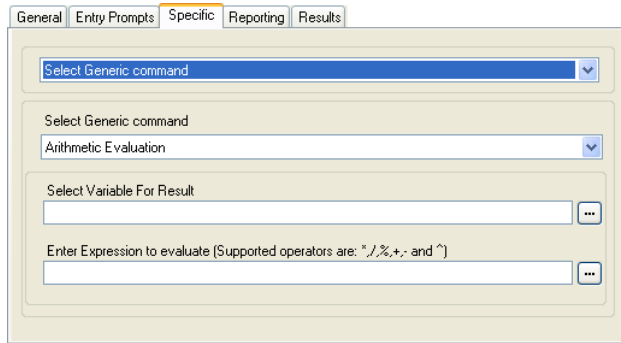 General Entry Prompts Specific Reporting Results
Select Generic command
Select Generic command
Arithmetic Evaluation
Select Variable For Result
...
Enter Expression to evaluate (Supported operators are: *,/,%,+,- and ^)
...